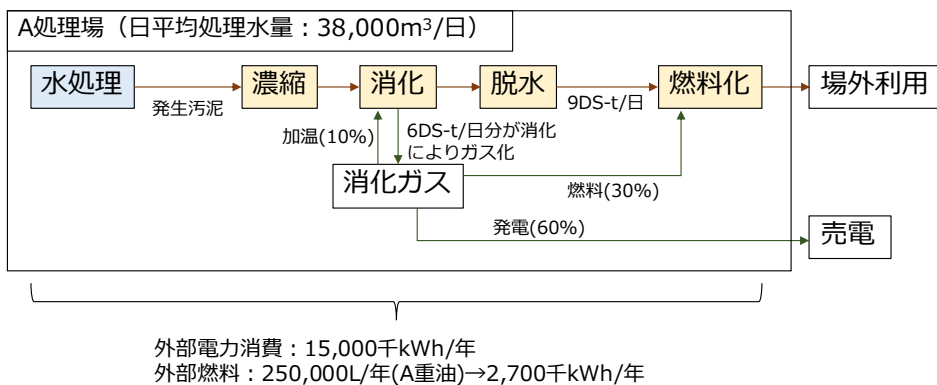 A処理場（日平均処理水量：38,000m³/日）
水処理
濃縮
消化
脱水
燃料化
場外利用
発生汚泥
9DS-t/日
加温(10%)
6DS-t/日分が消化
によりガス化
消化ガス
燃料(30%)
発電(60%)
売電
外部電力消費：15,000千kWh/年
外部燃料：250,000L/年(A重油)→2,700千kWh/年